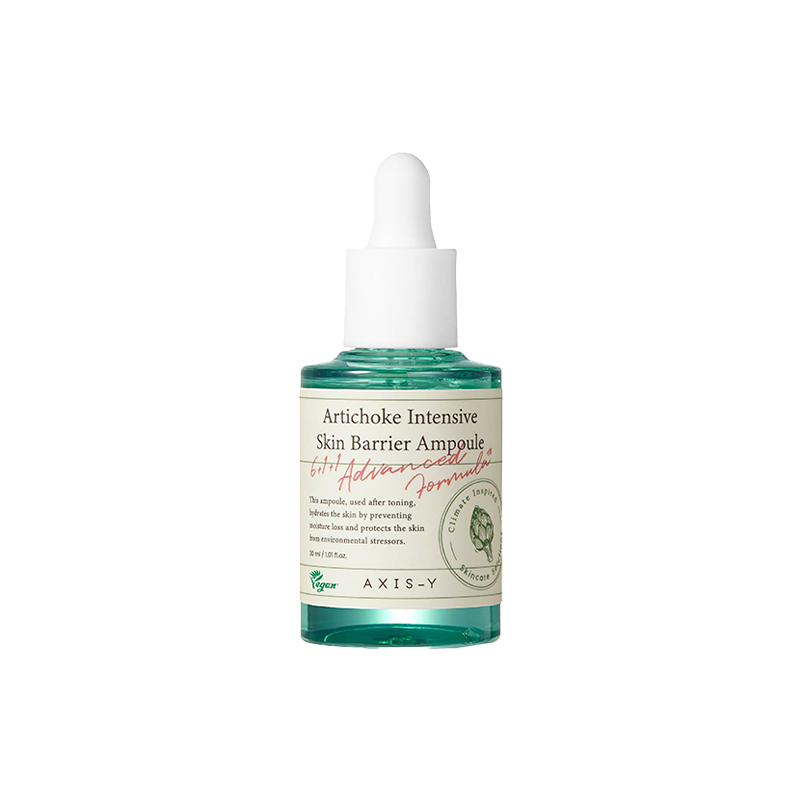 Artichoke Intensive
Skin Barrier Ampoule
6+1+1 Advanced
Formula
This ampoule, used after toning,
hydrates the skin by preventing
moisture loss and protects the skin
from environmental stressors.
30 ml / 1.01 fl.oz.
Climate Inspired
Skincare
Vegan
AXIS-Y